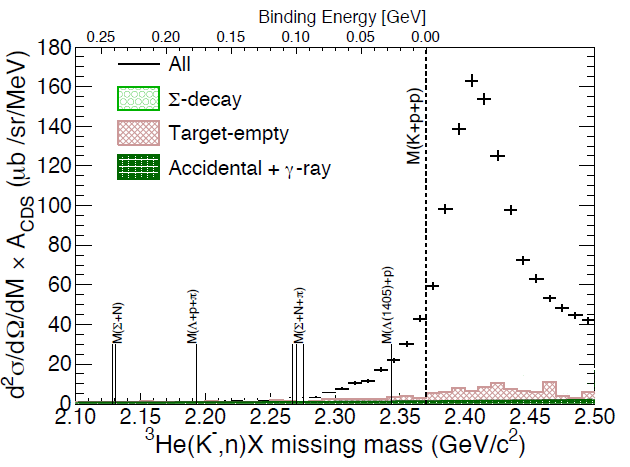 Binding Energy [GeV]
0.25 0.20 0.15 0.10 0.05 0.00
180
160
140
120
100
80
60
40
20
0
d²σ/dΩ/dM × A_CDS (μb /sr/MeV)
All
Σ-decay
Target-empty
Accidental + γ-ray
M(K+p+p)
M(Σ+N)
M(Λ+p+π)
M(Σ+N+π)
M(Λ(1405)+p)
2.10 2.15 2.20 2.25 2.30 2.35 2.40 2.45 2.50
³He(K⁻,n)X missing mass (GeV/c²)